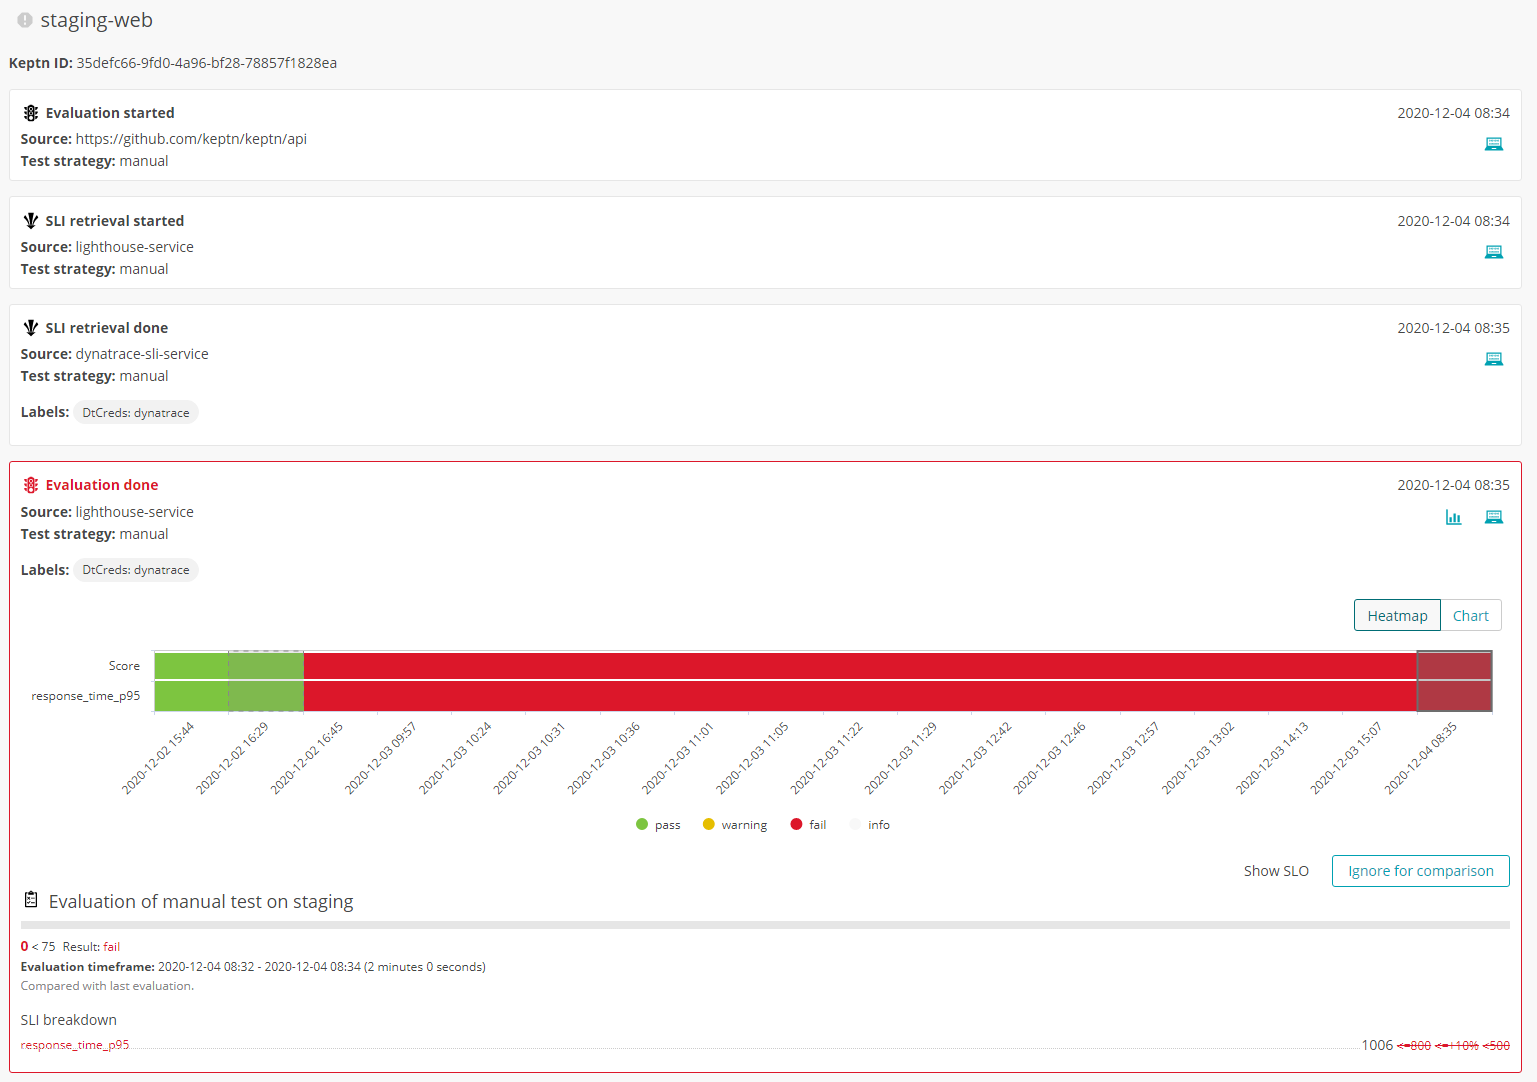 staging-web
Keptn ID: 35defc66-9fd0-4a96-bf28-78857f1828ea
Evaluation started 2020-12-04 08:34
Source: https://github.com/keptn/keptn/api
Test strategy: manual
SLI retrieval started 2020-12-04 08:34
Source: lighthouse-service
Test strategy: manual
SLI retrieval done 2020-12-04 08:35
Source: dynatrace-sli-service
Test strategy: manual
Labels: DtCreds: dynatrace
Evaluation done 2020-12-04 08:35
Source: lighthouse-service
Test strategy: manual
Labels: DtCreds: dynatrace
Heatmap Chart
Score
response_time_p95
2020-12-02 15:44 2020-12-02 16:29 2020-12-02 16:45 2020-12-03 09:57 2020-12-03 10:24 2020-12-03 10:31 2020-12-03 10:36 2020-12-03 11:01 2020-12-03 11:05 2020-12-03 11:22 2020-12-03 11:29 2020-12-03 12:42 2020-12-03 12:46 2020-12-03 12:57 2020-12-03 13:02 2020-12-03 14:13 2020-12-03 15:07 2020-12-04 08:35
pass warning fail info
Show SLO Ignore for comparison
Evaluation of manual test on staging
0 < 75 Result: fail
Evaluation timeframe: 2020-12-04 08:32 - 2020-12-04 08:34 (2 minutes 0 seconds)
Compared with last evaluation.
SLI breakdown
response_time_p95 1006 <=800 <=+10% <500